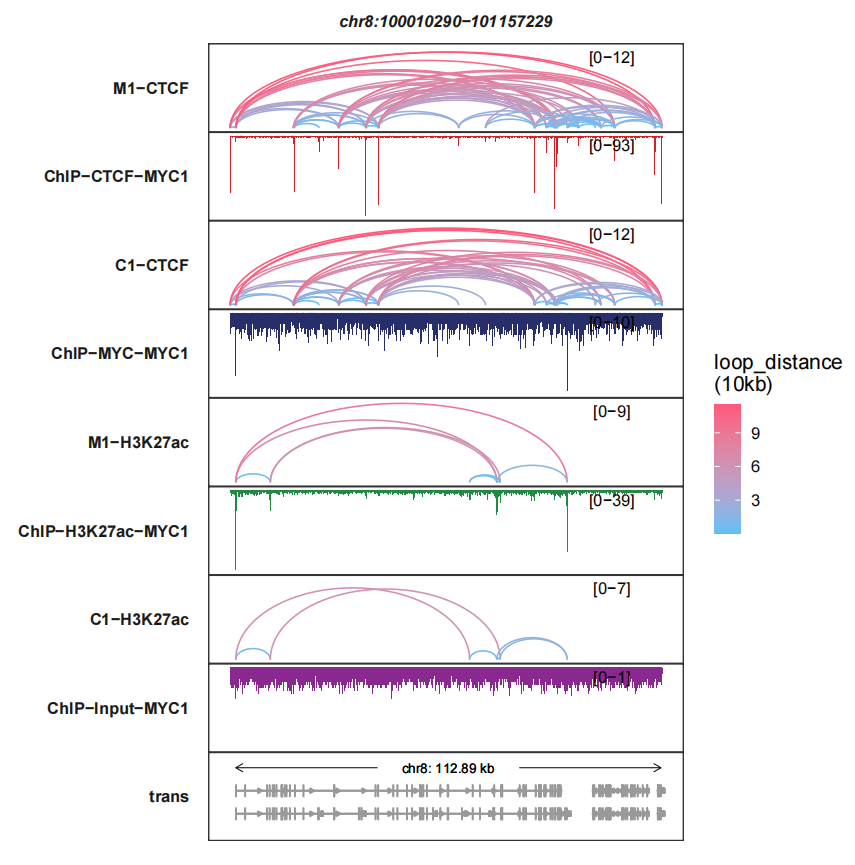 chr8:100010290−101157229
M1−CTCF
[0−12]
ChIP−CTCF−MYC1
[0−93]
C1−CTCF
[0−12]
ChIP−MYC−MYC1
[0−10]
M1−H3K27ac
[0−9]
ChIP−H3K27ac−MYC1
[0−39]
C1−H3K27ac
[0−7]
ChIP−Input−MYC1
[0−1]
chr8: 112.89 kb
trans
loop_distance
(10kb)
9
6
3